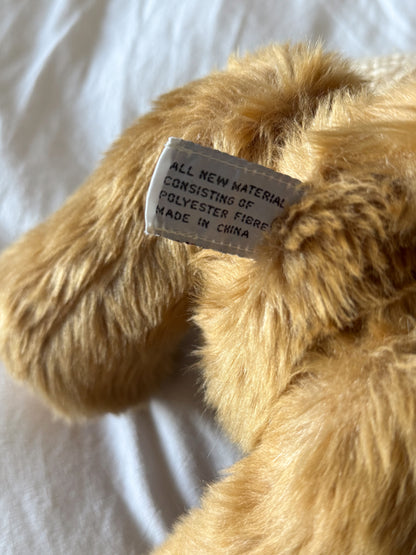 ALL NEW MATERIAL
CONSISTING OF
POLYESTER FIBRE
MADE IN CHINA